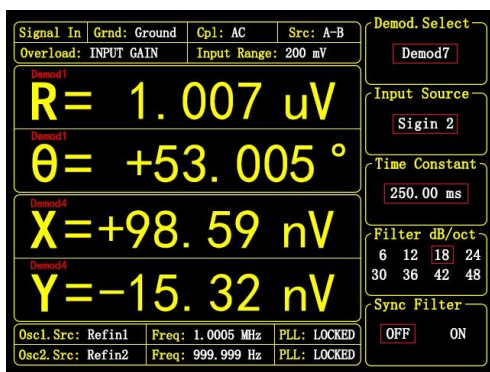 Signal In Grnd: Ground Cpl: AC Src: A-B
Overload: INPUT GAIN Input Range: 200 mV
Demod1
R= 1.007 uV
Demod1
θ= +53.005 °
Demod4
X=+98.59 nV
Demod4
Y=-15.32 nV
Osc1.Src: Refin1 Freq: 1.0005 MHz PLL: LOCKED
Osc2.Src: Refin2 Freq: 999.999 Hz PLL: LOCKED
Demod.Select
Demod7
Input Source
Sigin 2
Time Constant
250.00 ms
Filter dB/oct
6 12 18 24
30 36 42 48
Sync Filter
OFF ON